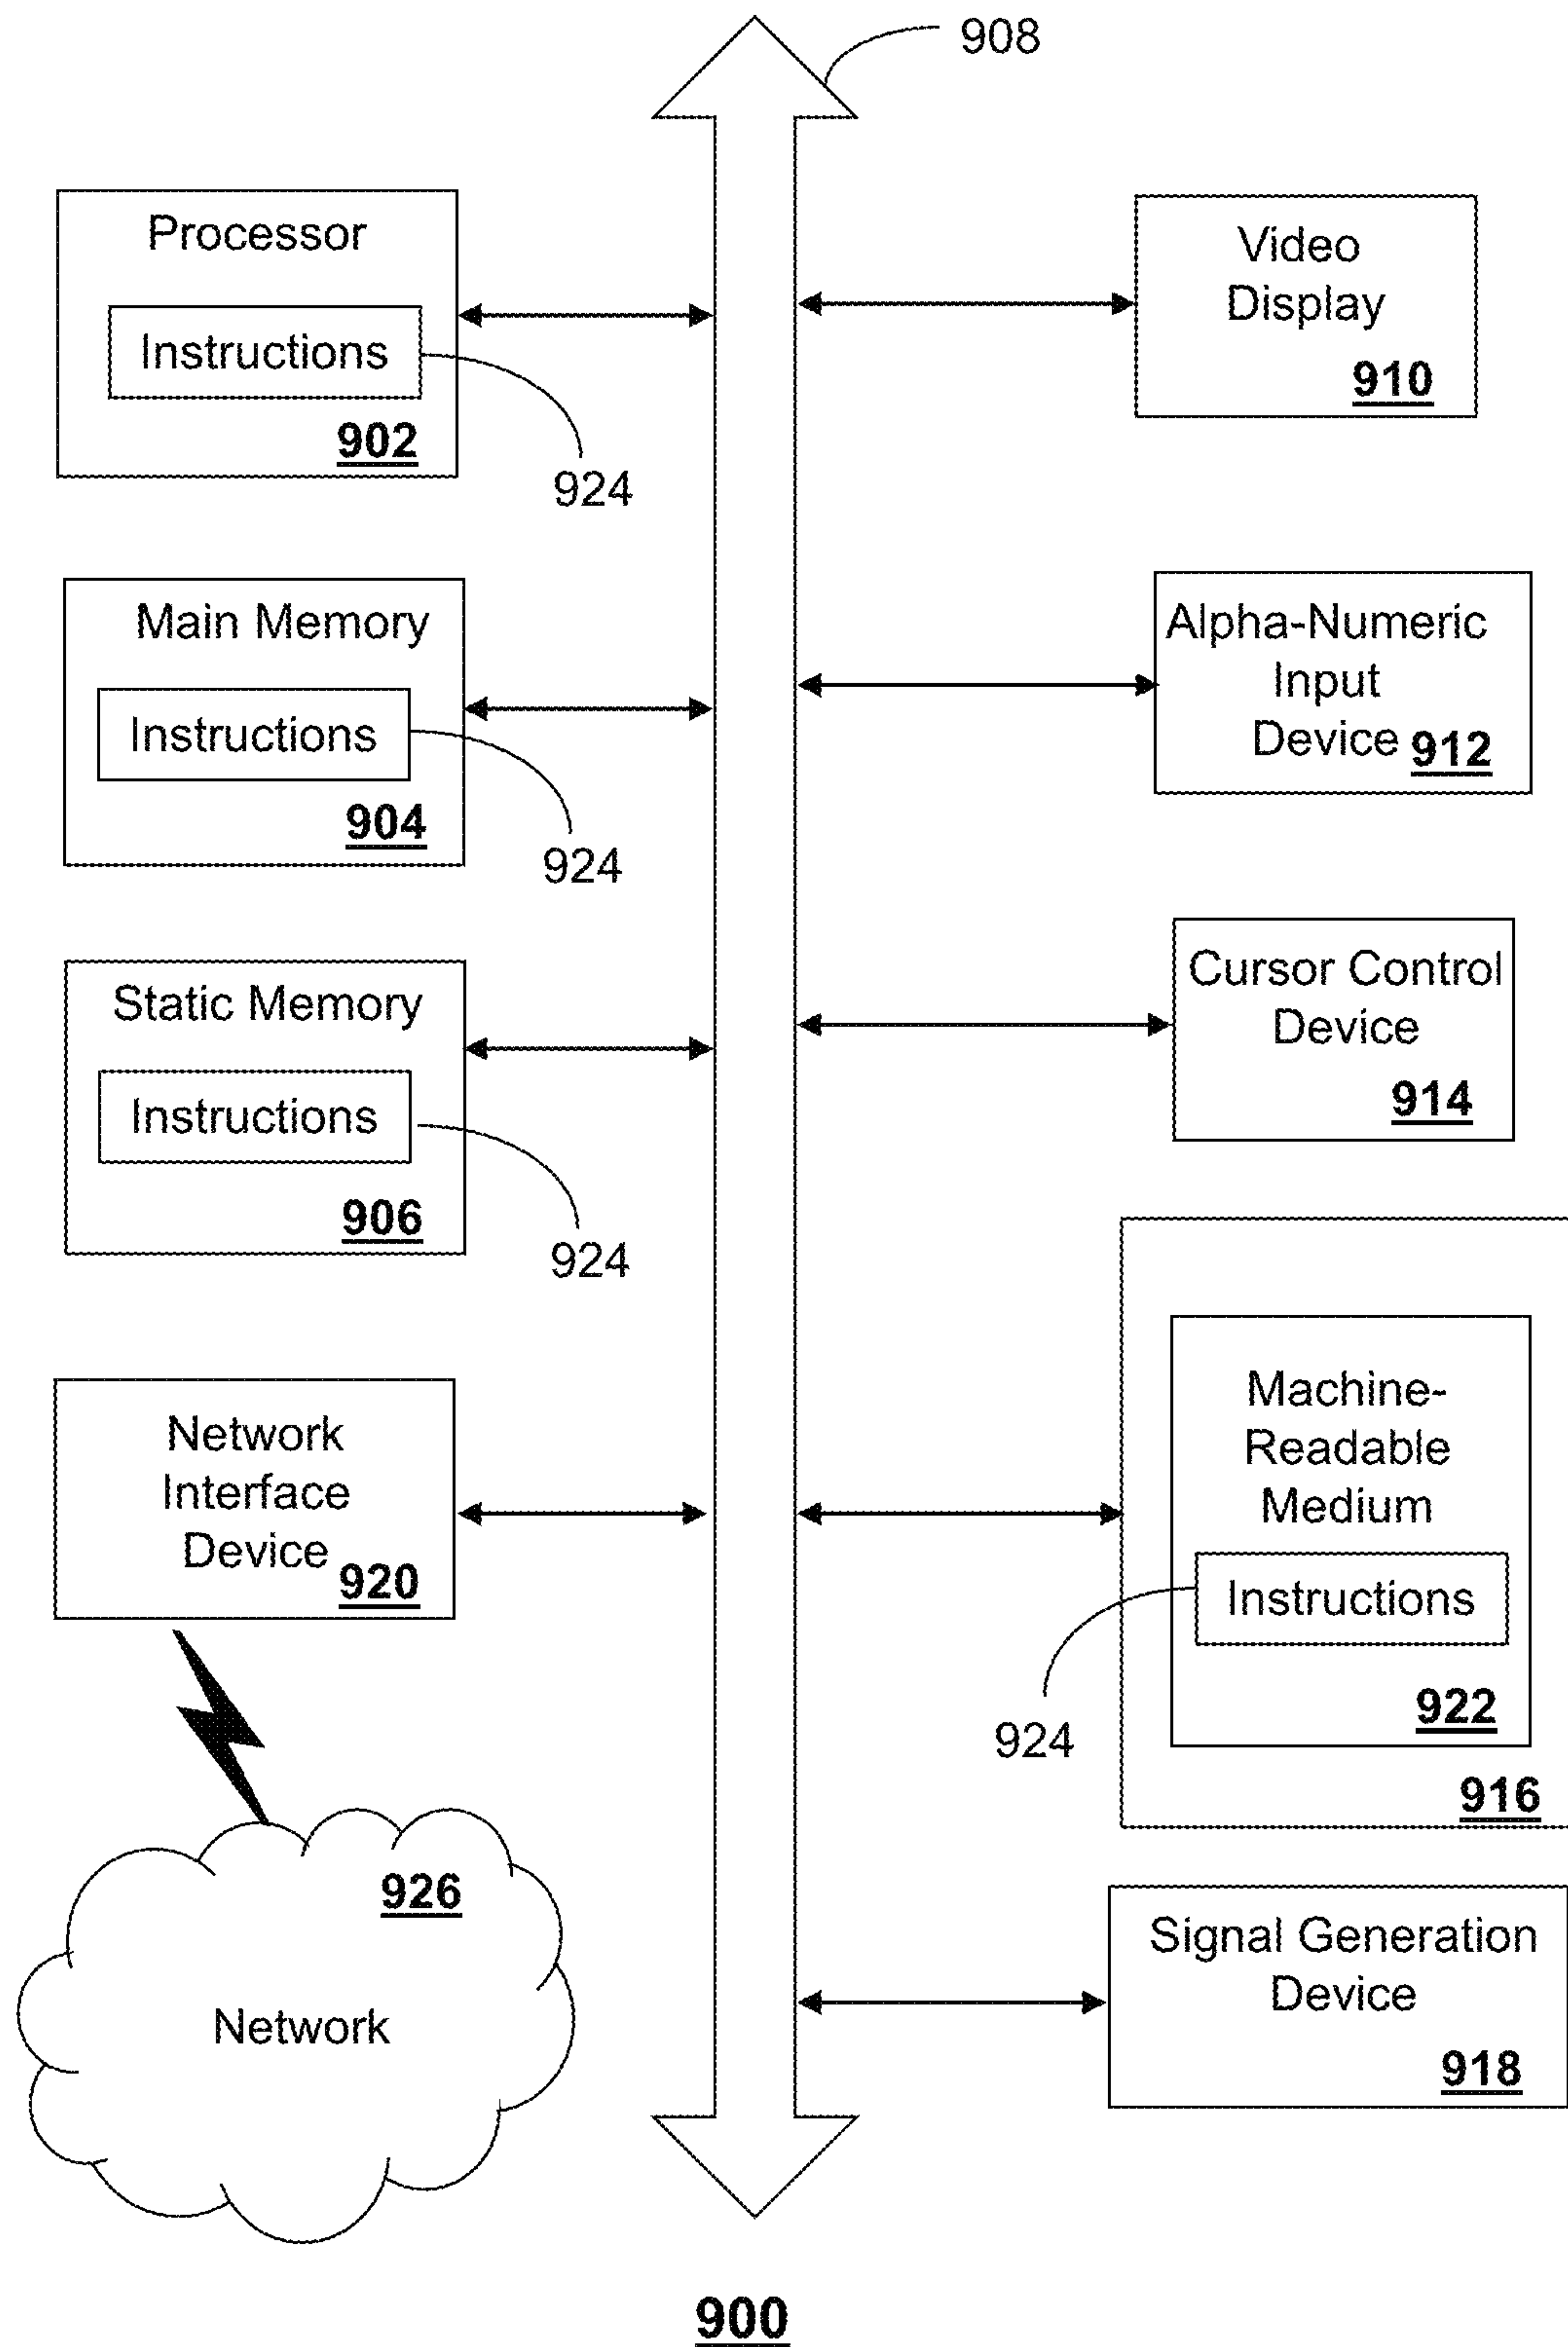 908
Processor
Instructions
902
924
Main Memory
Instructions
904
924
Static Memory
Instructions
906
924
Network
Interface
Device
920
926
Network
Video
Display
910
Alpha-Numeric
Input
Device 912
Cursor Control
Device
914
Machine-
Readable
Medium
Instructions
922
924
916
Signal Generation
Device
918
900